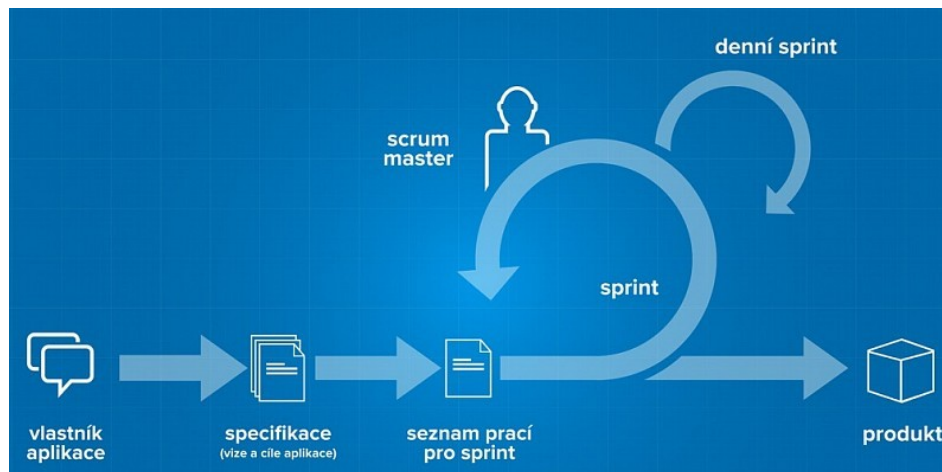 denní sprint
scrum
master
sprint
vlastník
aplikace
specifikace
(vize a cíle aplikace)
seznam prací
pro sprint
produkt